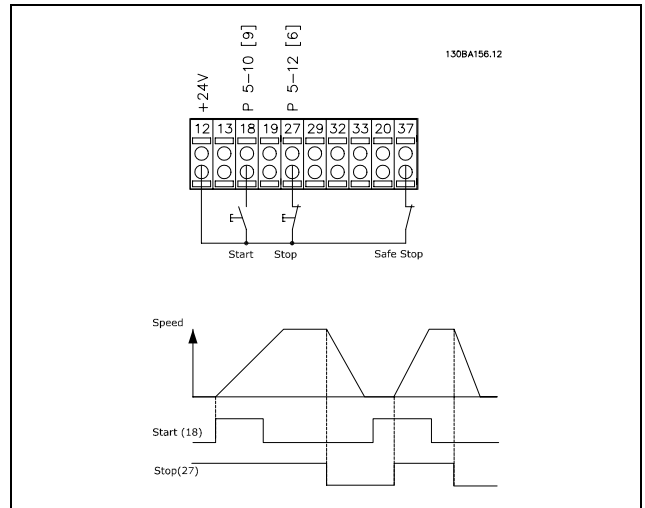 130BA156.12
+24V
P 5-10 [9]
P 5-12 [6]
12 13 18 19 27 29 32 33 20 37
Start Stop Safe Stop
Speed
Start (18)
Stop(27)